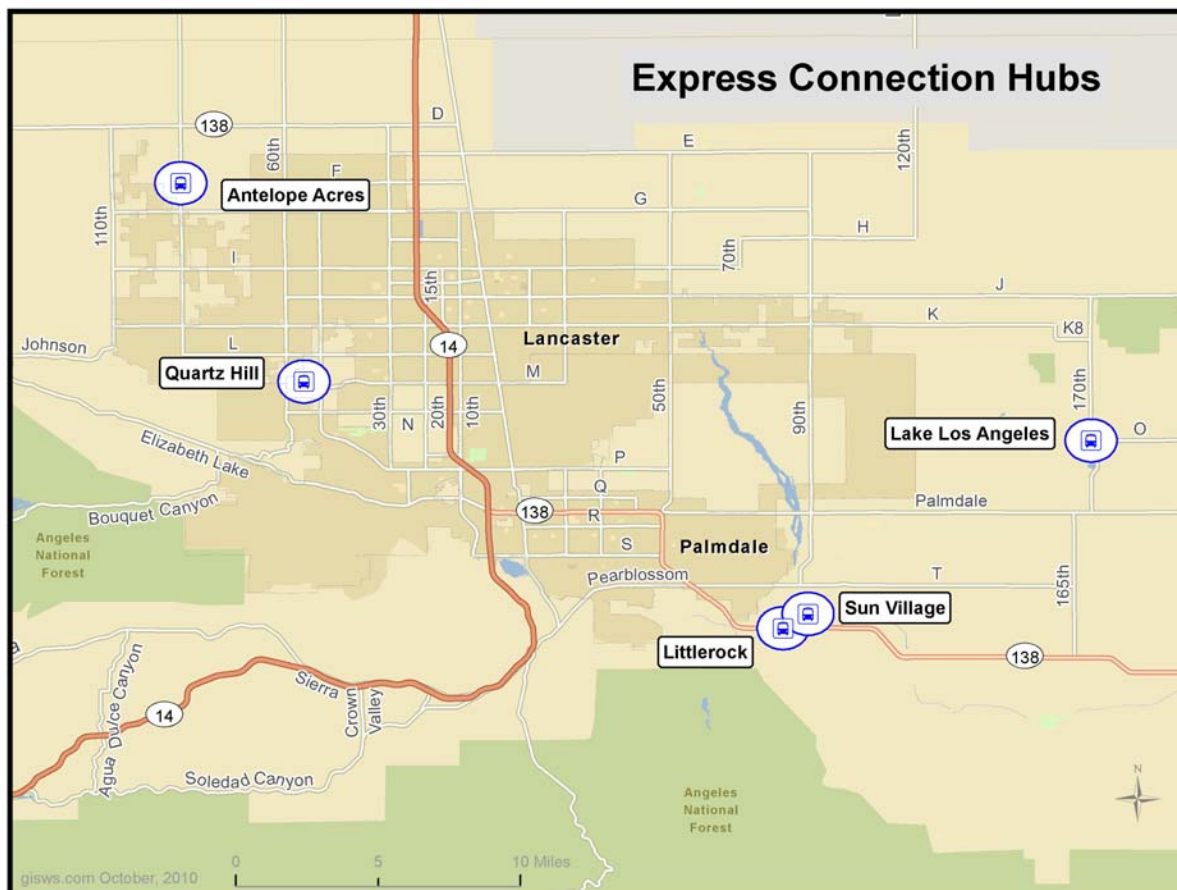 Express Connection Hubs
138
D
60th
E
120th
F
Antelope Acres
110th
G
H
70th
I
15th
J
K
K8
Lancaster
14
Johnson
L
Quartz Hill
M
50th
90th
170th
30th
N
20th
10th
Lake Los Angeles
O
Elizabeth Lake
P
Q
Bouquet Canyon
138
R
Palmdale
Angeles
National
Forest
S
Palmdale
Pearblossom
T
165th
Sun Village
Littlerock
138
Agua Dulce Canyon
Sierra
Crown
Valley
14
Soledad Canyon
Angeles
National
Forest
N
0 5 10 Miles
gisws.com October, 2010